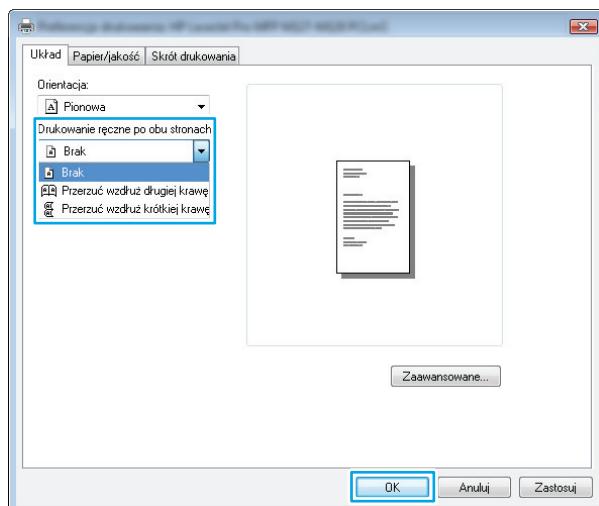 Układ
Papier/jakość
Skrót drukowania
Orientacja:
Pionowa
Drukowanie ręczne po obu stronach
Brak
Brak
Przerzuć wzdłuż długiej krawę
Przerzuć wzdłuż krótkiej krawę
Zaawansowane...
OK
Anuluj
Zastosuj